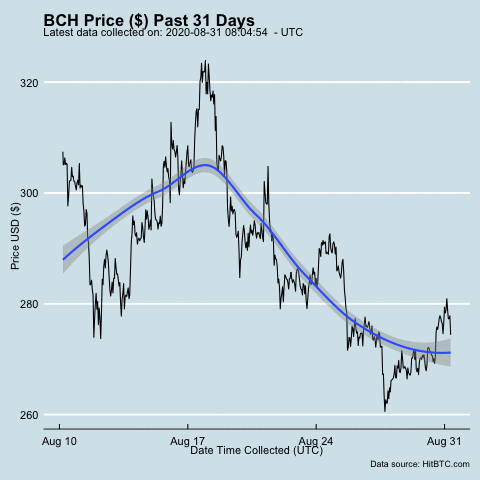 BCH Price ($) Past 31 Days
Latest data collected on: 2020-08-31 08:04:54 - UTC
320
300
280
260
Price USD ($)
Aug 10 Aug 17 Aug 24 Aug 31
Date Time Collected (UTC)
Data source: HitBTC.com